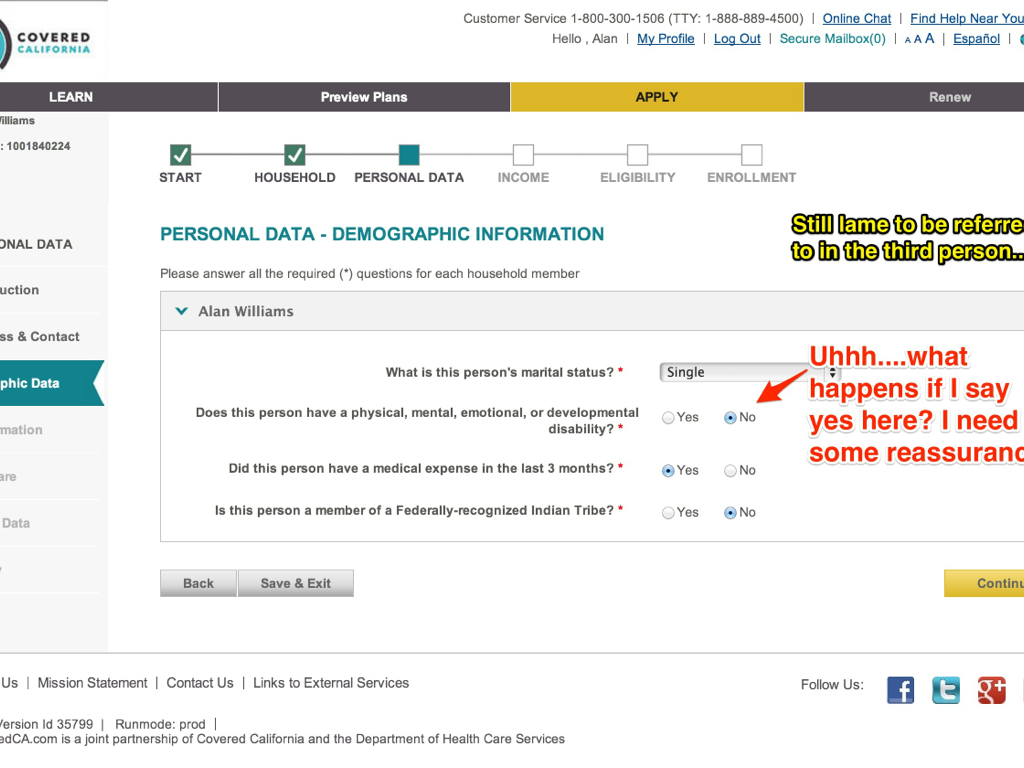 Customer Service 1-800-300-1506 (TTY: 1-888-889-4500) | Online Chat | Find Help Near You
COVERED
CALIFORNIA
Hello , Alan | My Profile | Log Out | Secure Mailbox(0) | A A A | Español |
LEARN Preview Plans APPLY Renew
Williams
: 1001840224
START HOUSEHOLD PERSONAL DATA INCOME ELIGIBILITY ENROLLMENT
PERSONAL DATA - DEMOGRAPHIC INFORMATION
Still lame to be referre
to in the third person..
ONAL DATA
Please answer all the required (*) questions for each household member
uction
Alan Williams
ss & Contact
What is this person's marital status? * Single
Uhhh....what
happens if I say
yes here? I need
some reassuranc
phic Data
Does this person have a physical, mental, emotional, or developmental
disability? * Yes No
mation
Did this person have a medical expense in the last 3 months? * Yes No
are
Is this person a member of a Federally-recognized Indian Tribe? * Yes No
Data
Back Save & Exit Continu
Us | Mission Statement | Contact Us | Links to External Services
Follow Us:
Version Id 35799 | Runmode: prod |
edCA.com is a joint partnership of Covered California and the Department of Health Care Services